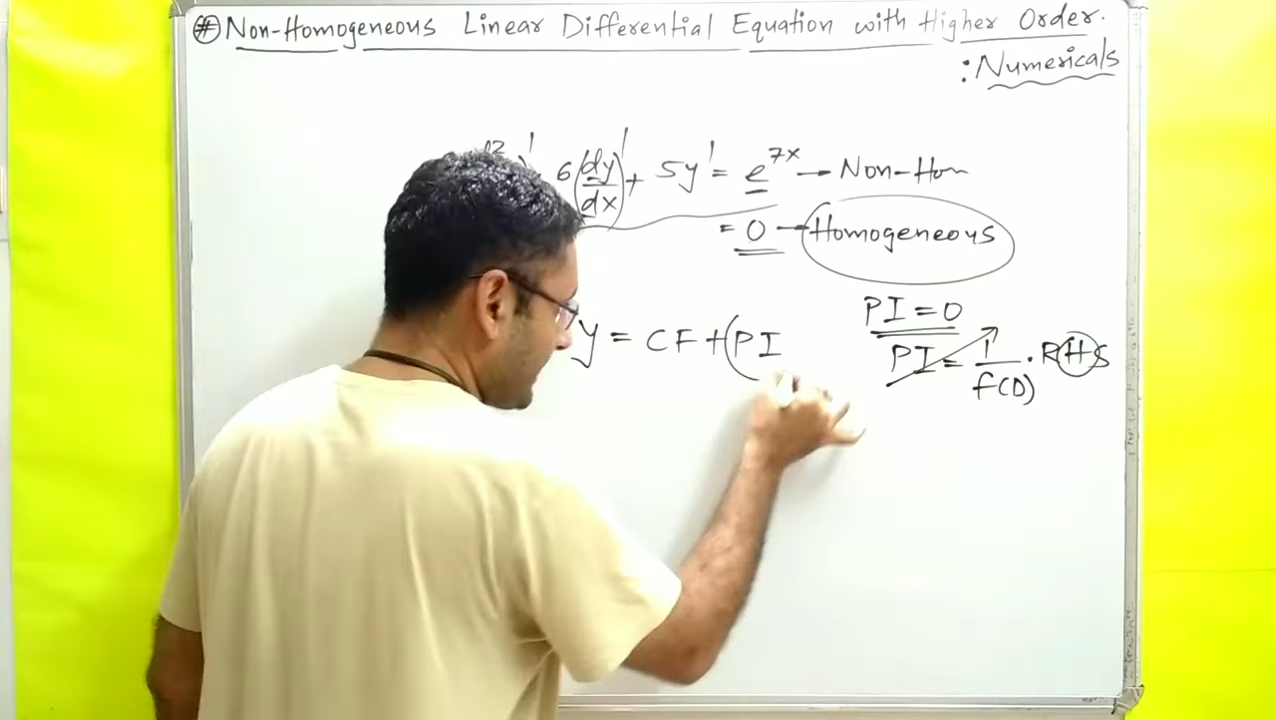 # Non-Homogeneous Linear Differential Equation with Higher Order.
: Numericals
6(dy/dx)' + 5y' = e^7x → Non-Hom
= 0 → Homogeneous
PI = 0
y = CF + (PI
PI = 1/f(D) . RHS